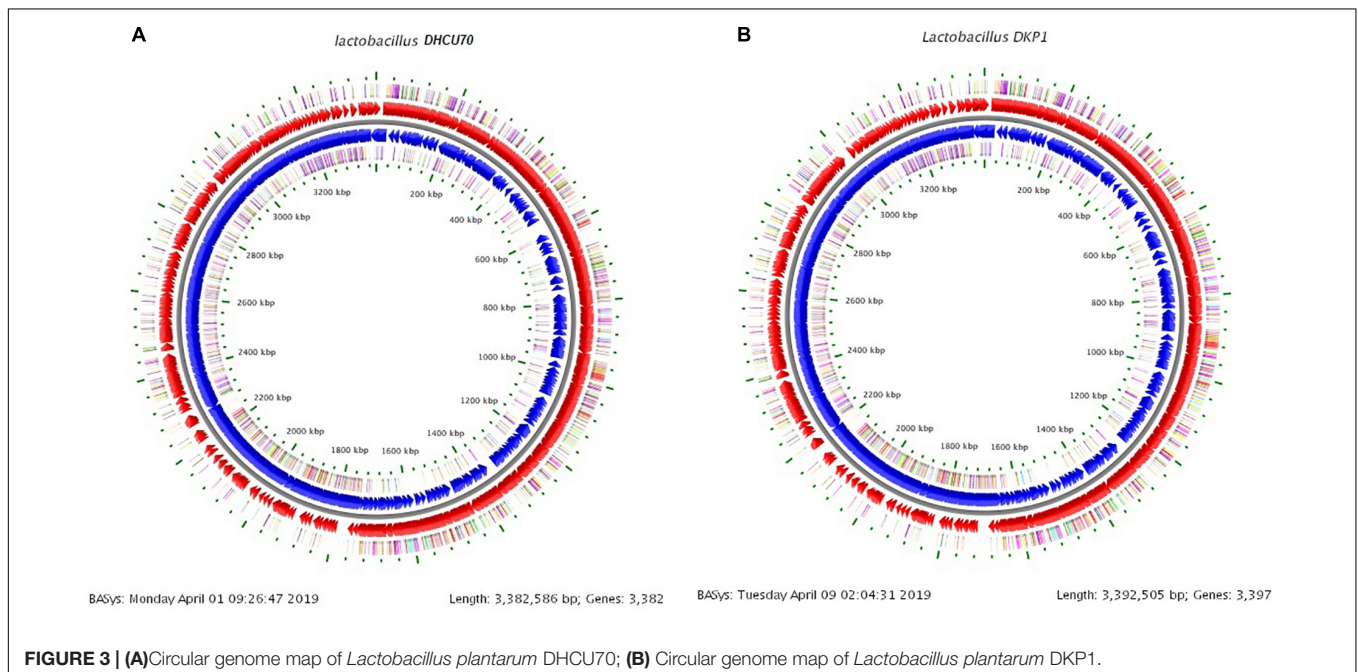 A
lactobacillus DHCU70
200 kbp
400 kbp
600 kbp
800 kbp
1000 kbp
1200 kbp
1400 kbp
1600 kbp
1800 kbp
2000 kbp
2200 kbp
2400 kbp
2600 kbp
2800 kbp
3000 kbp
3200 kbp
BASys: Monday April 01 09:26:47 2019
Length: 3,382,586 bp; Genes: 3,382
B
Lactobacillus DKP1
200 kbp
400 kbp
600 kbp
800 kbp
1000 kbp
1200 kbp
1400 kbp
1600 kbp
1800 kbp
2000 kbp
2200 kbp
2400 kbp
2600 kbp
2800 kbp
3000 kbp
3200 kbp
BASys: Tuesday April 09 02:04:31 2019
Length: 3,392,505 bp; Genes: 3,397
FIGURE 3 | (A)Circular genome map of Lactobacillus plantarum DHCU70; (B) Circular genome map of Lactobacillus plantarum DKP1.